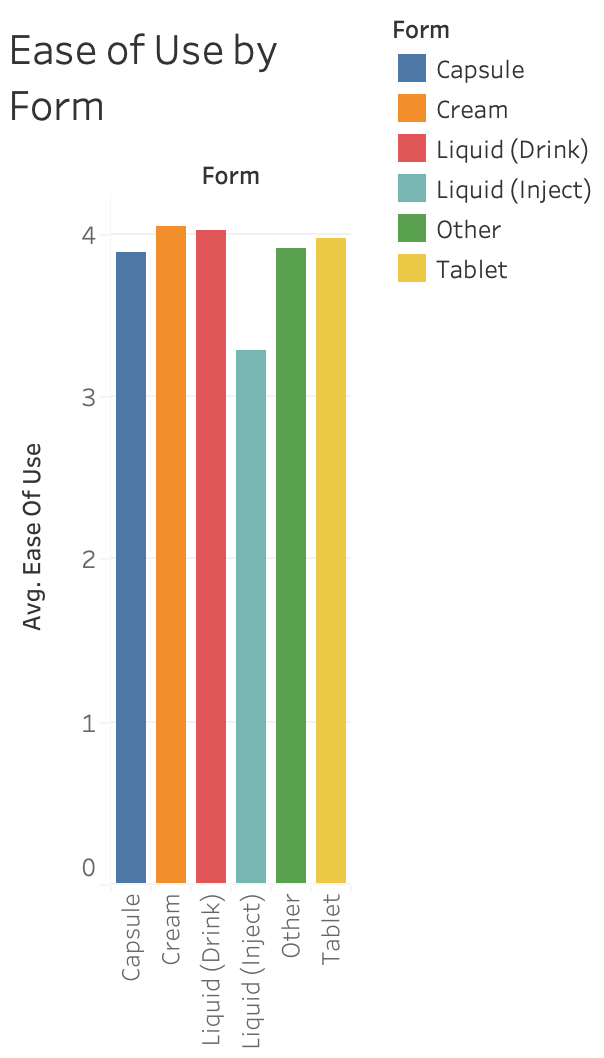 Ease of Use by
Form
Form
Capsule
Cream
Liquid (Drink)
Liquid (Inject)
Other
Tablet
Form
4
3
2
1
0
Avg. Ease Of Use
Capsule
Cream
Liquid (Drink)
Liquid (Inject)
Other
Tablet